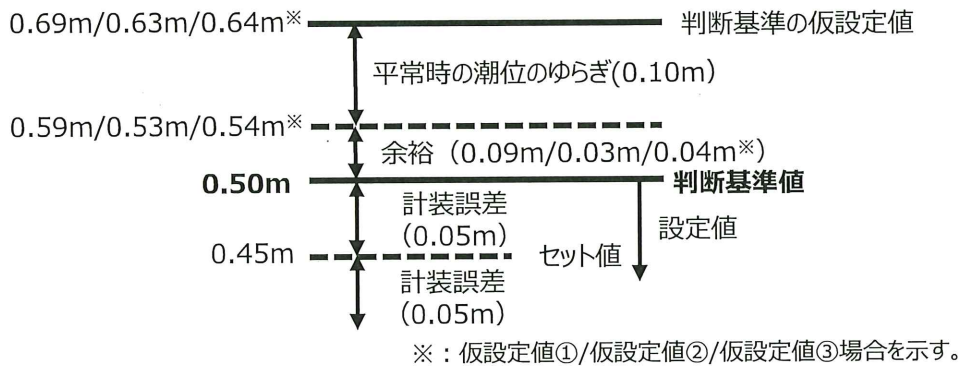 0.69m/0.63m/0.64m※ 判断基準の仮設定値
平常時の潮位のゆらぎ(0.10m)
0.59m/0.53m/0.54m※
余裕（0.09m/0.03m/0.04m※）
0.50m 判断基準値
計装誤差
（0.05m）
設定値
0.45m セット値
計装誤差
（0.05m）
※：仮設定値①/仮設定値②/仮設定値③場合を示す。